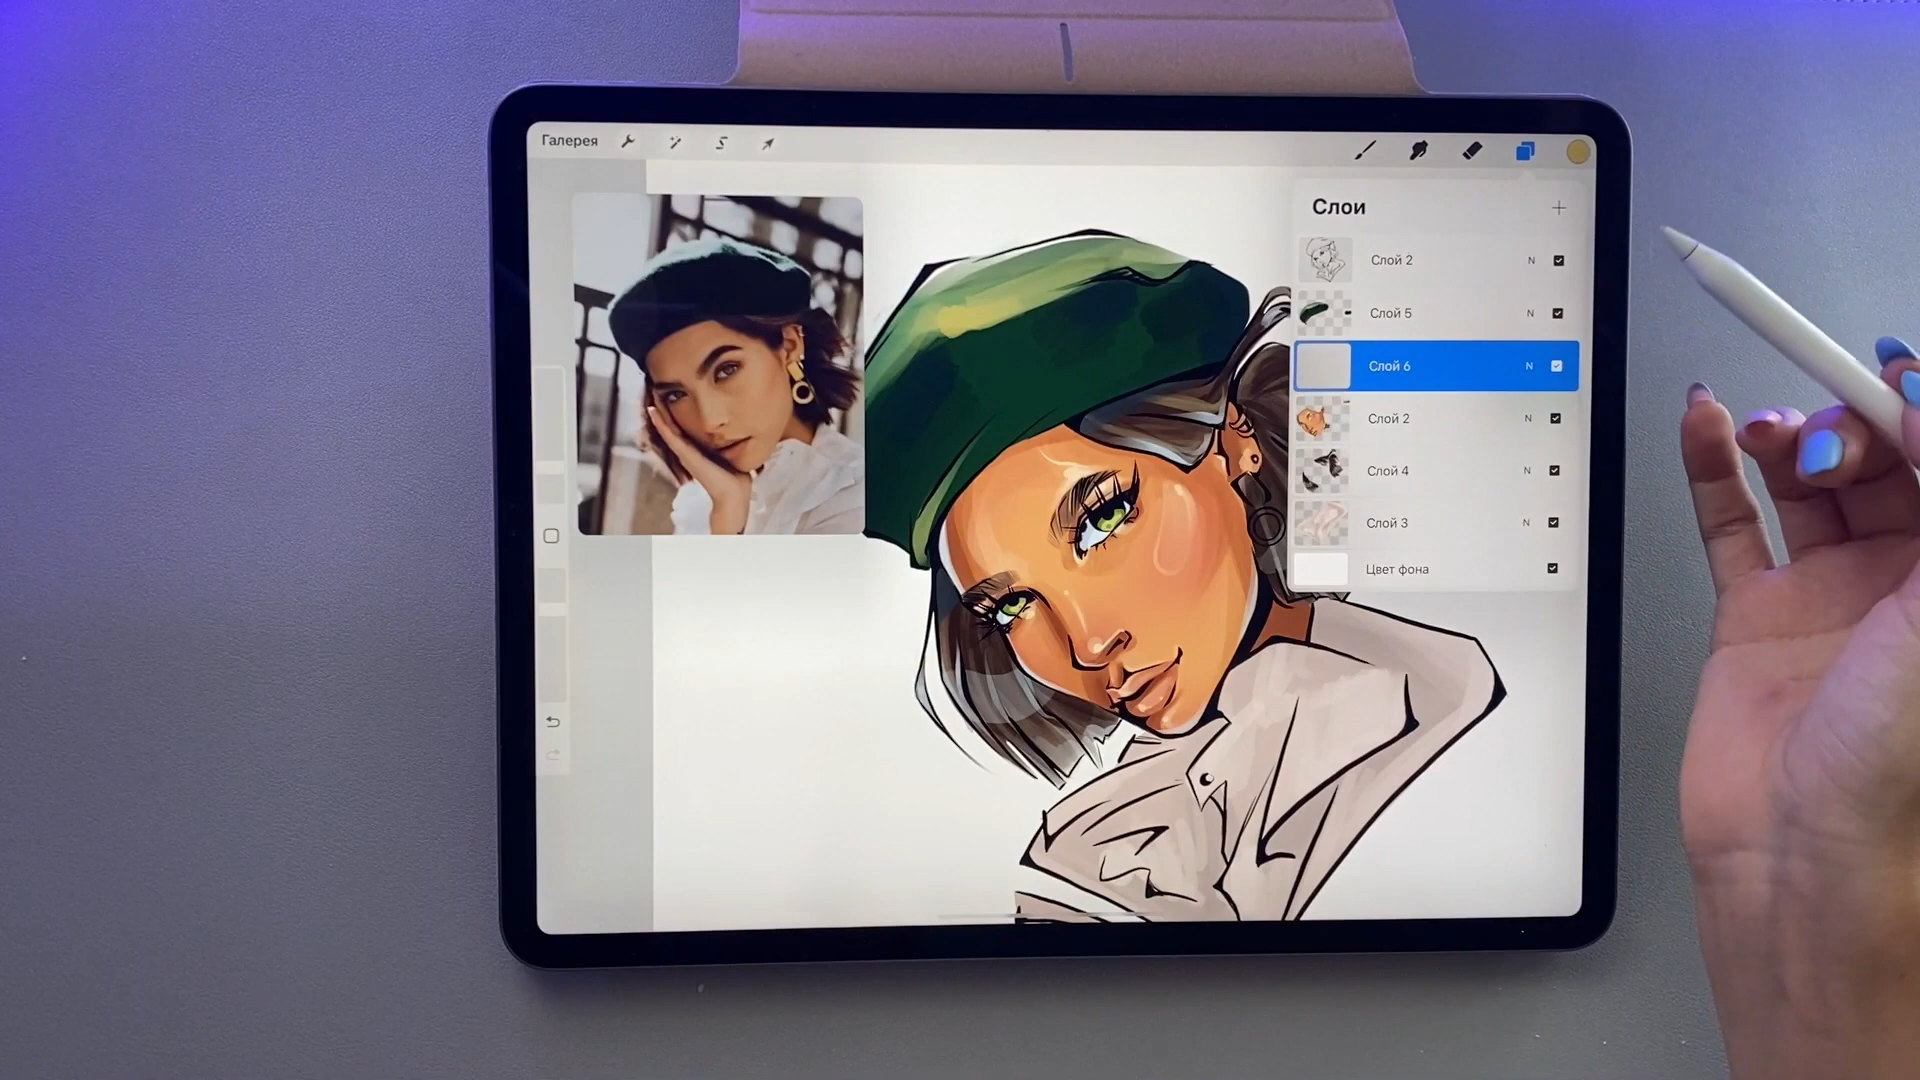 Галерея
Слои
Слой 2 N
Слой 5 N
Слой 6 N
Слой 2 N
Слой 4 N
Слой 3 N
Цвет фона